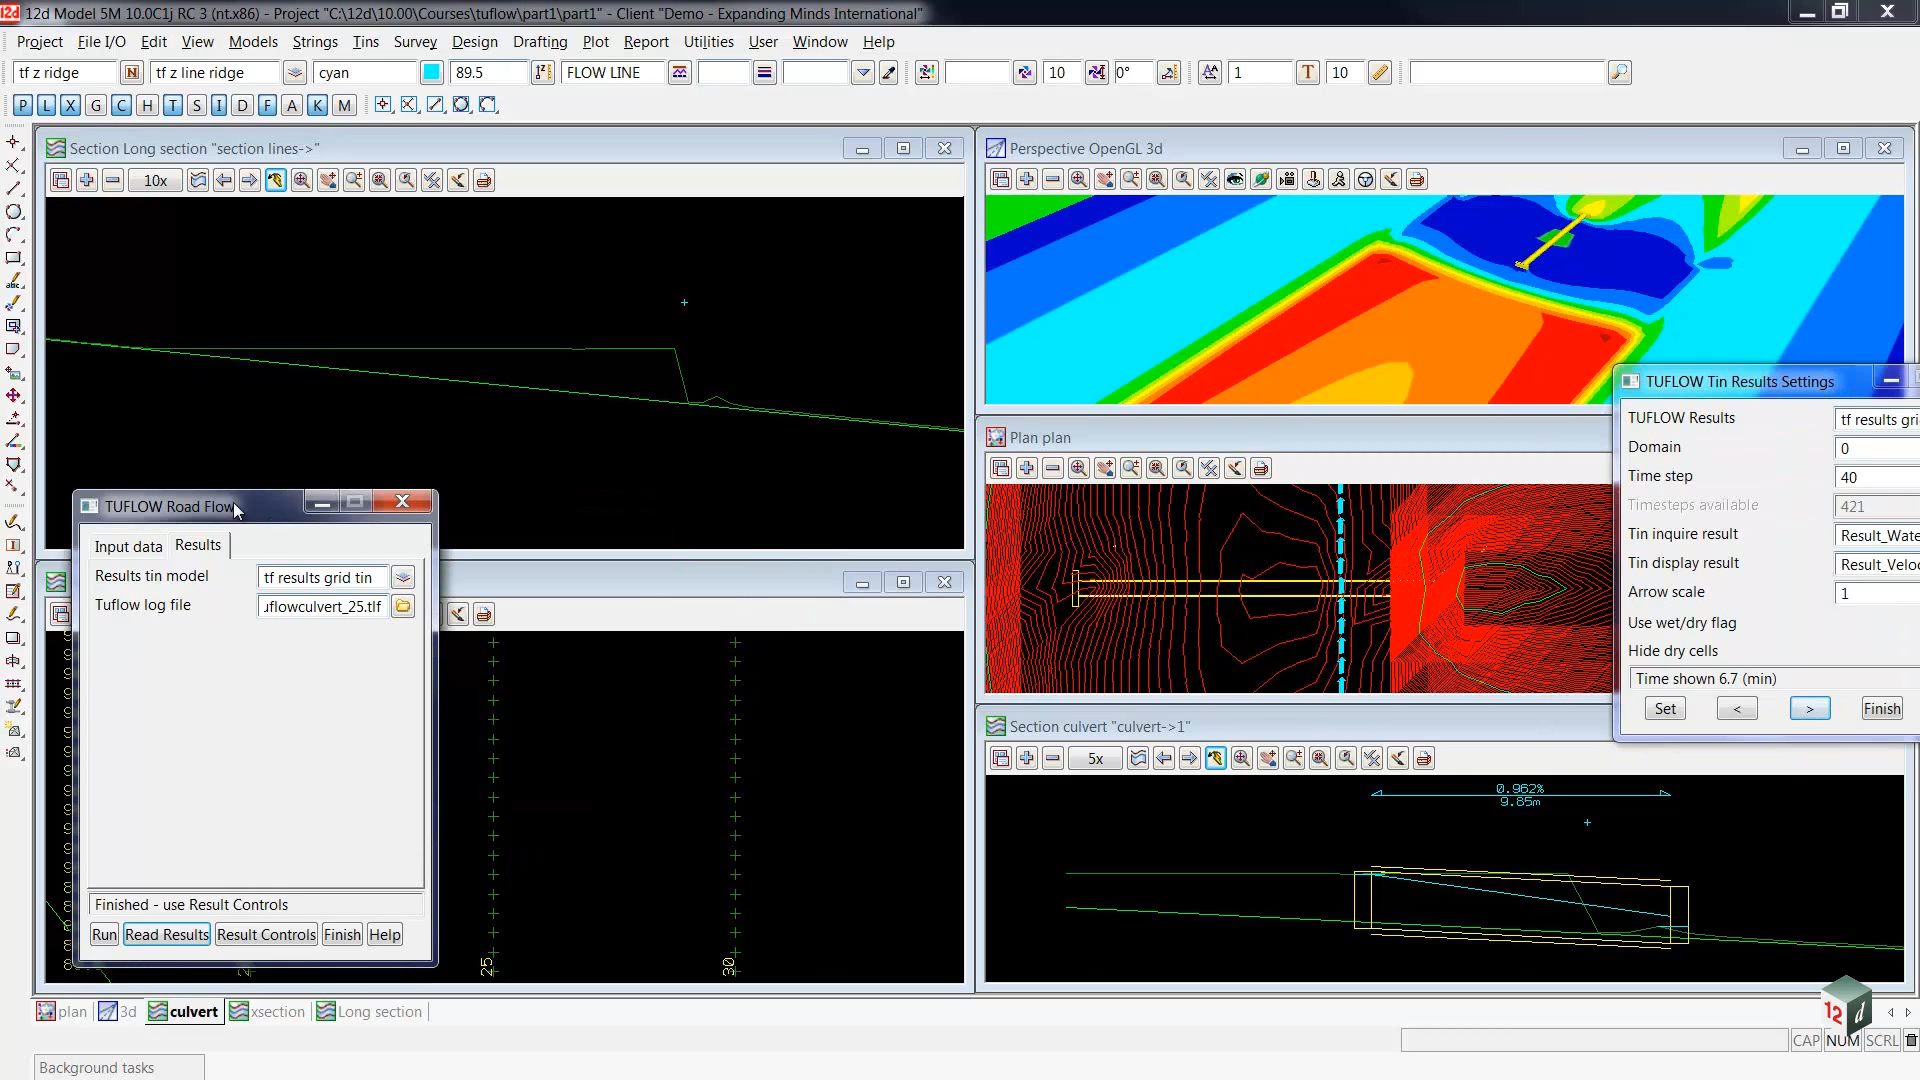 12d Model 5M 10.0C1j RC 3 (nt.x86) - Project "C:\12d\10.00\Courses\tuflow\part1\part1" - Client "Demo - Expanding Minds International"
Project File I/O Edit View Models Strings Tins Survey Design Drafting Plot Report Utilities User Window Help
tf z ridge N tf z line ridge cyan 89.5 FLOW LINE 10 0° 1 T 10
P L X G C H T S I D F A K M
Section Long section "section lines->"
10x
Perspective OpenGL 3d
TUFLOW Tin Results Settings
TUFLOW Results tf results gri
Domain 0
Time step 40
Timesteps available 421
Tin inquire result Result_Wate
Tin display result Result_Veloc
Arrow scale 1
Use wet/dry flag
Hide dry cells
Time shown 6.7 (min)
Set < > Finish
Plan plan
TUFLOW Road Flow
Input data Results
Results tin model tf results grid tin
Tuflow log file uflowculvert_25.tlf
Finished - use Result Controls
Run Read Results Result Controls Finish Help
25 30
Section culvert "culvert->1"
5x
0.962%
9.85m
plan 3d culvert xsection Long section
12 d
CAP NUM SCRL
Background tasks